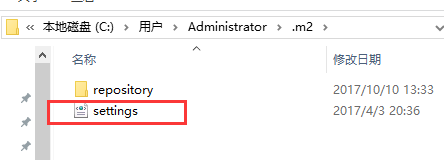 本地磁盘 (C:) > 用户 > Administrator > .m2 >
名称 修改日期
repository 2017/10/10 13:33
settings 2017/4/3 20:36